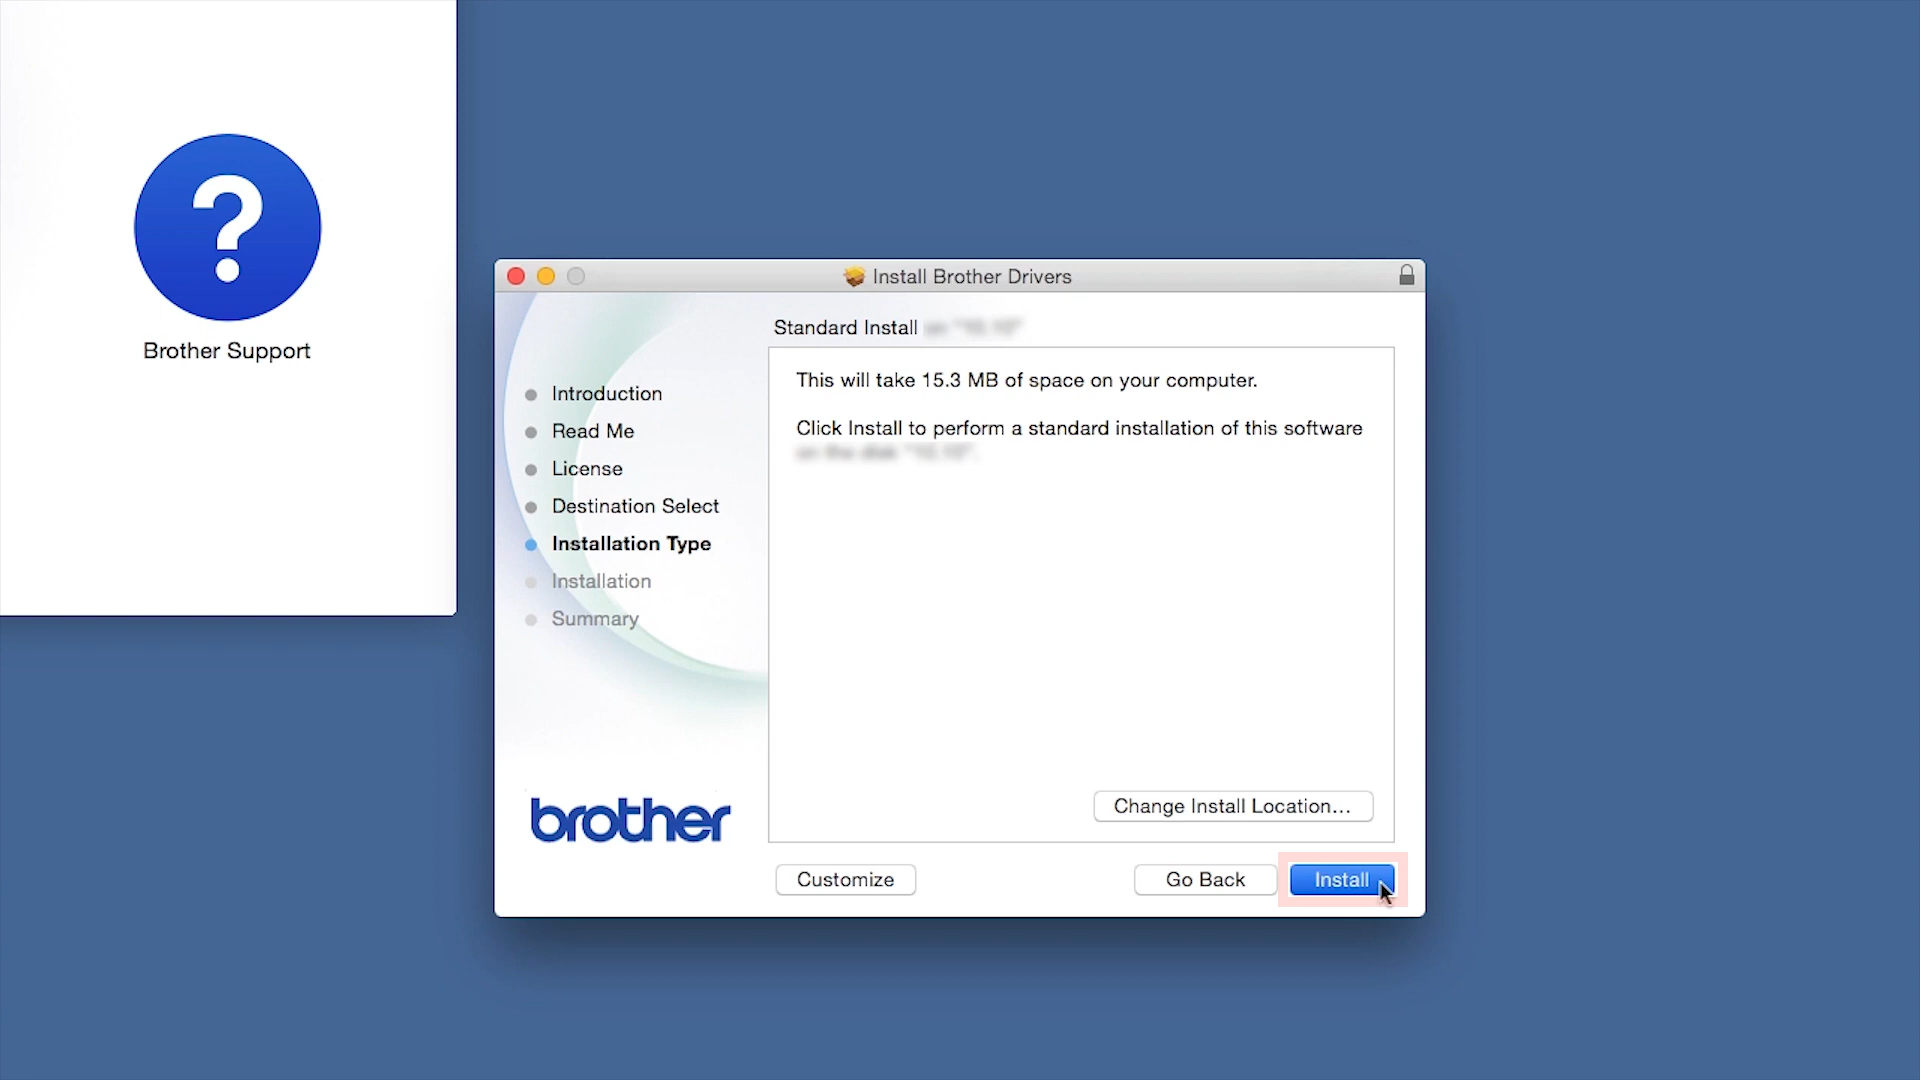 ?
Brother Support
Install Brother Drivers
Standard Install
Introduction
Read Me
License
Destination Select
Installation Type
Installation
Summary
This will take 15.3 MB of space on your computer.
Click Install to perform a standard installation of this software
Change Install Location...
brother
Customize
Go Back
Install